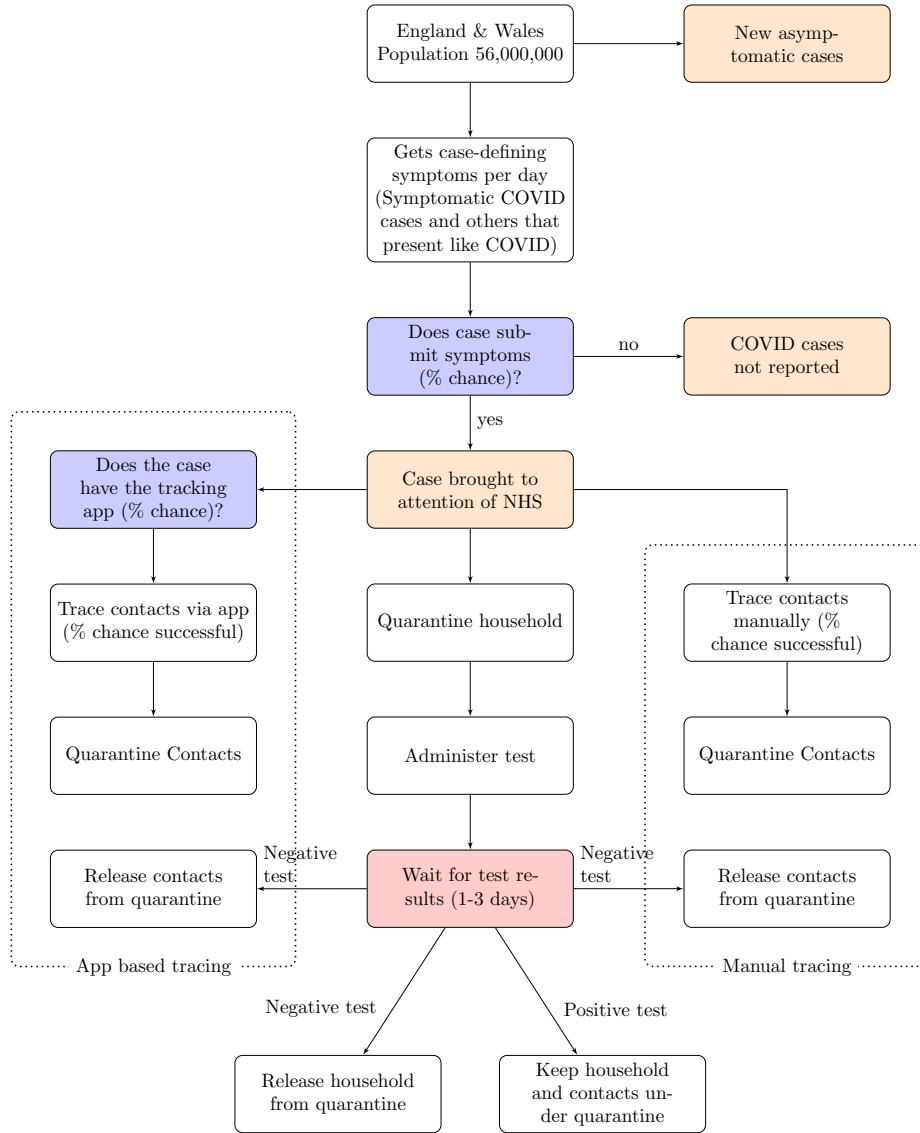 England & Wales
Population 56,000,000
New asymp-
tomatic cases
Gets case-defining
symptoms per day
(Symptomatic COVID
cases and others that
present like COVID)
Does case sub-
mit symptoms
(% chance)?
no
COVID cases
not reported
yes
Does the case
have the tracking
app (% chance)?
Case brought to
attention of NHS
Trace contacts via app
(% chance successful)
Quarantine household
Trace contacts
manually (%
chance successful)
Quarantine Contacts
Administer test
Quarantine Contacts
Release contacts
from quarantine
Negative
test
Wait for test re-
sults (1-3 days)
Negative
test
Release contacts
from quarantine
App based tracing
Manual tracing
Negative test
Positive test
Release household
from quarantine
Keep household
and contacts un-
der quarantine